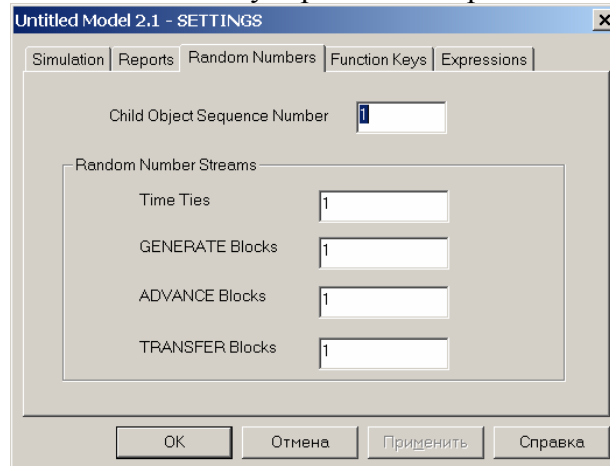 Untitled Model 2.1 - SETTINGS
Simulation Reports Random Numbers Function Keys Expressions
Child Object Sequence Number 1
Random Number Streams
Time Ties 1
GENERATE Blocks 1
ADVANCE Blocks 1
TRANSFER Blocks 1
OK Отмена Применить Справка